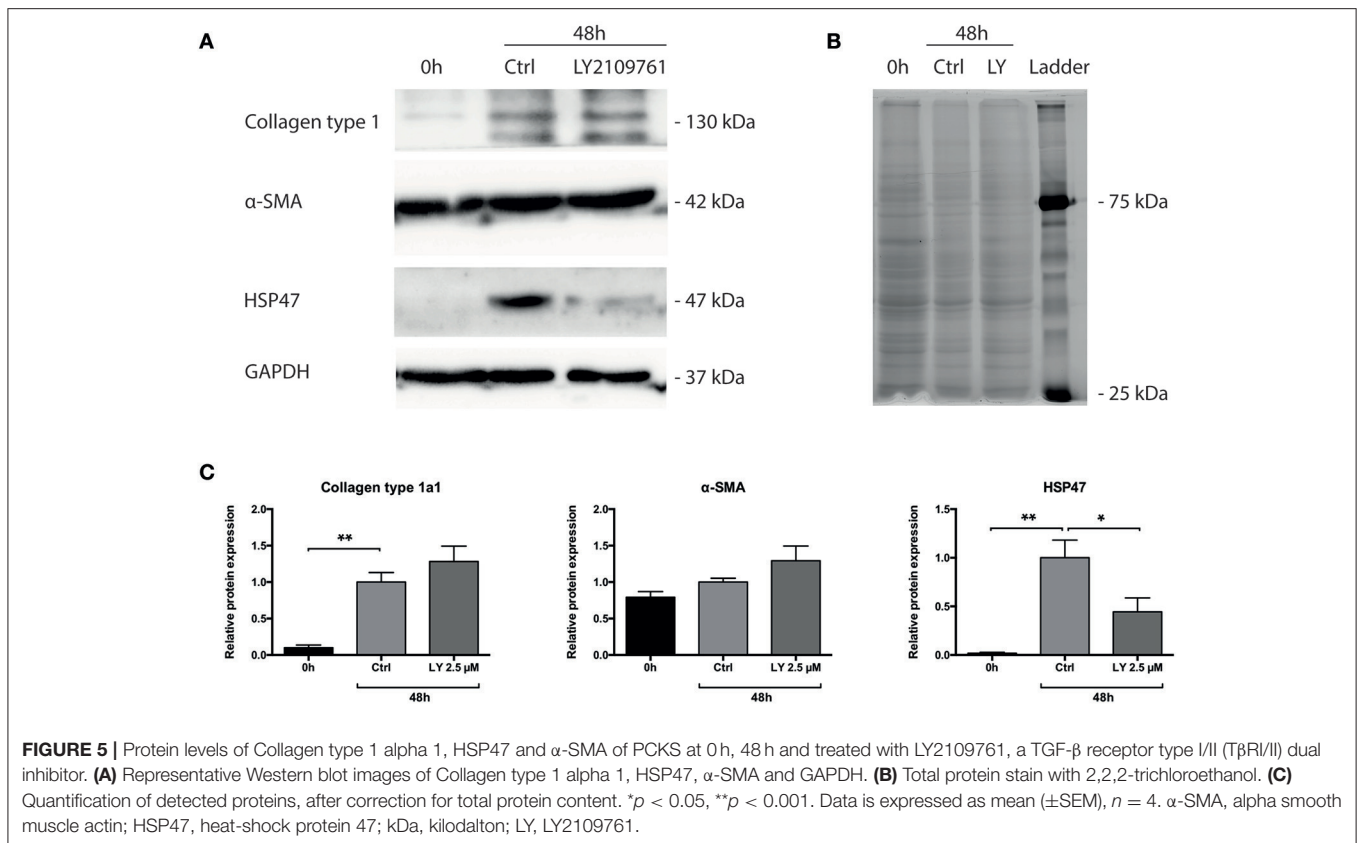 A
48h
0h Ctrl LY2109761
Collagen type 1 - 130 kDa
α-SMA - 42 kDa
HSP47 - 47 kDa
GAPDH - 37 kDa
B
48h
0h Ctrl LY Ladder
- 75 kDa
- 25 kDa
C
Collagen type 1a1
Relative protein expression
2.0
1.5
1.0
0.5
0.0
**
0h Ctrl LY 2.5 µM
48h
α-SMA
Relative protein expression
2.0
1.5
1.0
0.5
0.0
0h Ctrl LY 2.5 µM
48h
HSP47
Relative protein expression
1.5
1.0
0.5
0.0
** *
0h Ctrl LY 2.5 µM
48h
FIGURE 5 | Protein levels of Collagen type 1 alpha 1, HSP47 and α-SMA of PCKS at 0 h, 48 h and treated with LY2109761, a TGF-β receptor type I/II (TβRI/II) dual
inhibitor. (A) Representative Western blot images of Collagen type 1 alpha 1, HSP47, α-SMA and GAPDH. (B) Total protein stain with 2,2,2-trichloroethanol. (C)
Quantification of detected proteins, after correction for total protein content. *p < 0.05, **p < 0.001. Data is expressed as mean (±SEM), n = 4. α-SMA, alpha smooth
muscle actin; HSP47, heat-shock protein 47; kDa, kilodalton; LY, LY2109761.